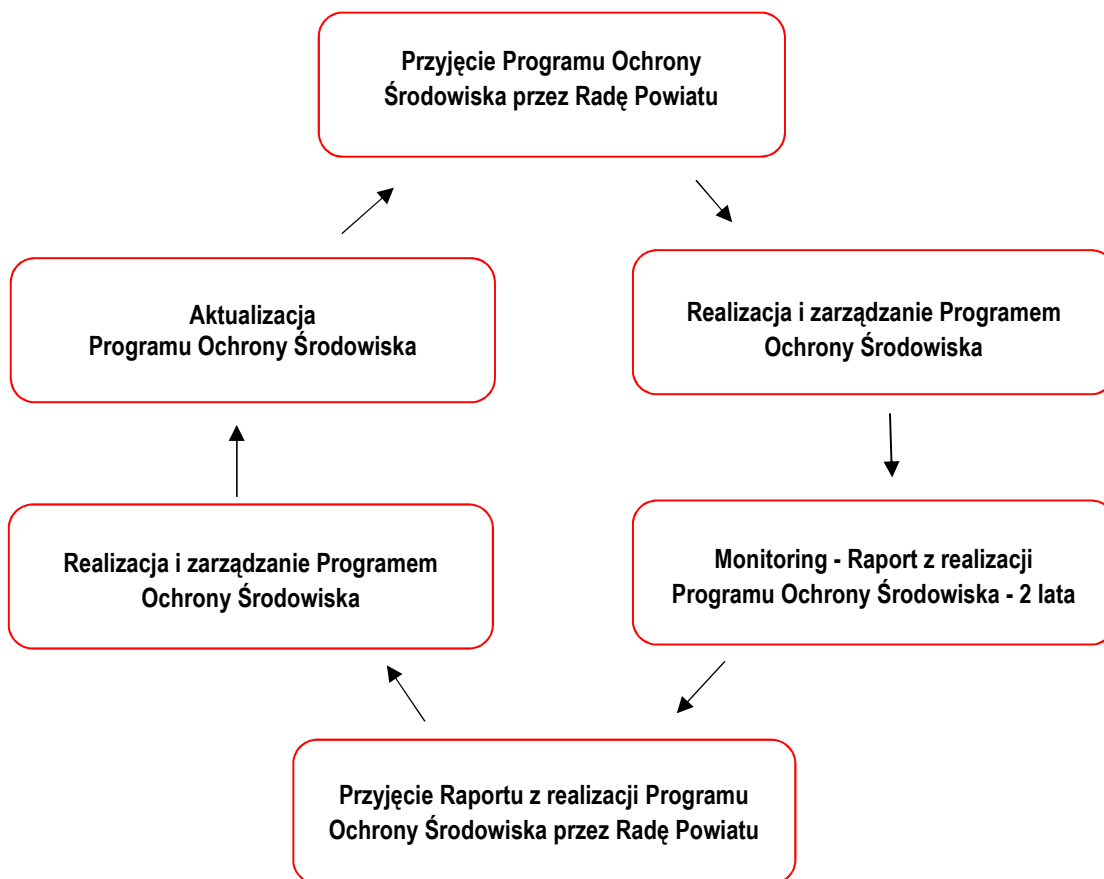 Przyjęcie Programu Ochrony
Środowiska przez Radę Powiatu
Realizacja i zarządzanie Programem
Ochrony Środowiska
Monitoring - Raport z realizacji
Programu Ochrony Środowiska - 2 lata
Przyjęcie Raportu z realizacji Programu
Ochrony Środowiska przez Radę Powiatu
Realizacja i zarządzanie Programem
Ochrony Środowiska
Aktualizacja
Programu Ochrony Środowiska